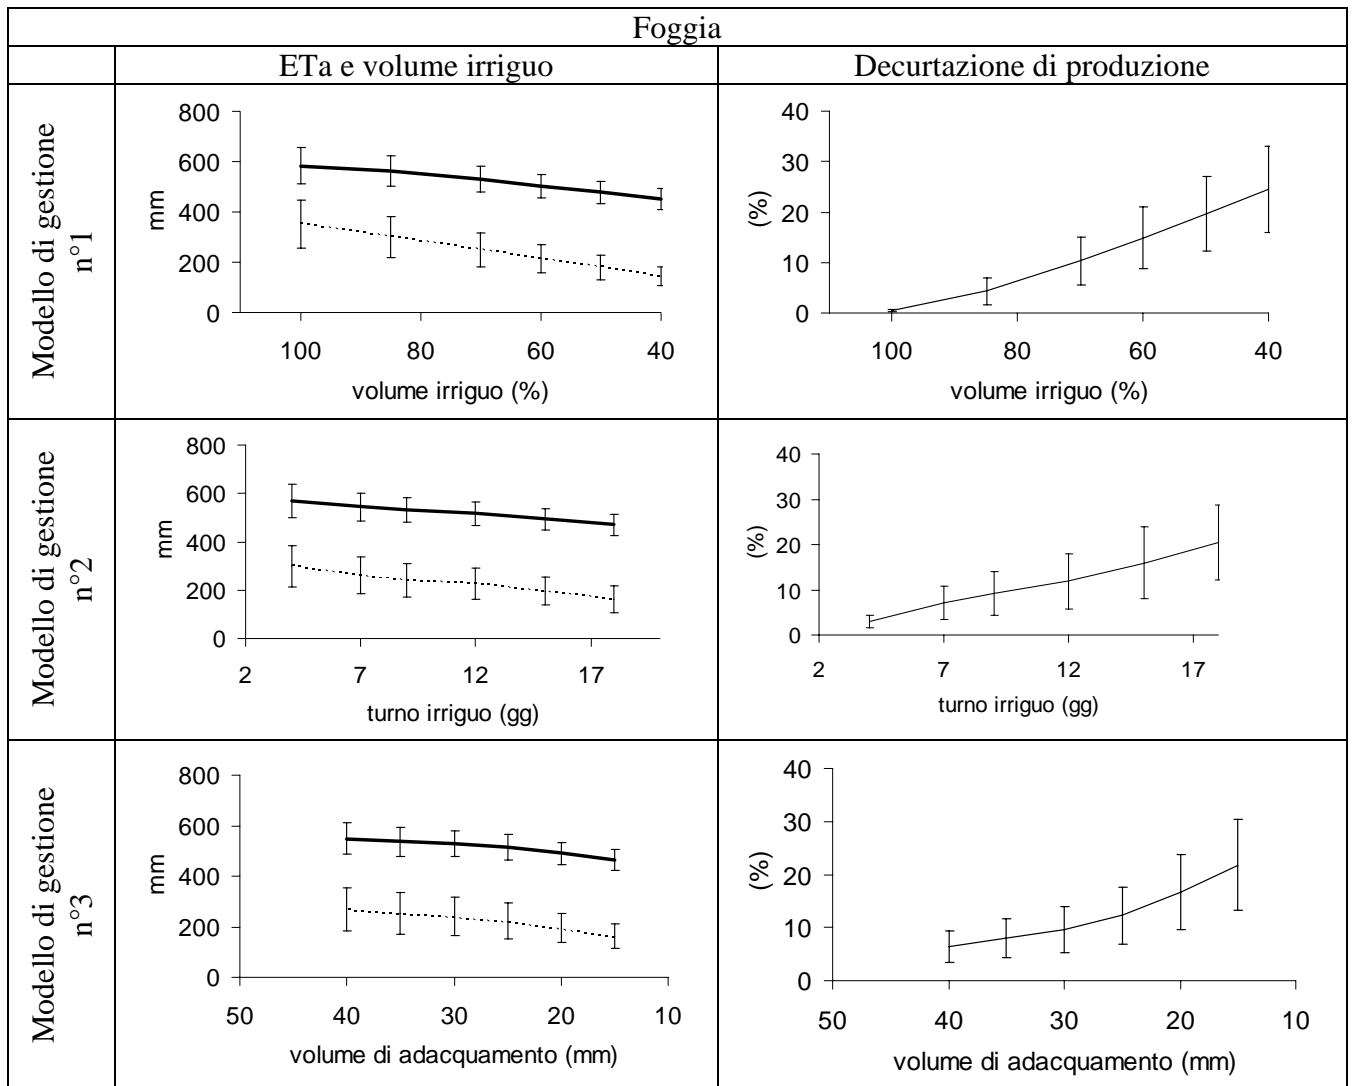 Foggia
ETa e volume irriguo
Decurtazione di produzione
Modello di gestione
n°1
800
600
400
200
0
mm
100 80 60 40
volume irriguo (%)
40
30
20
10
0
(%)
100 80 60 40
volume irriguo (%)
Modello di gestione
n°2
800
600
400
200
0
mm
2 7 12 17
turno irriguo (gg)
40
30
20
10
0
(%)
2 7 12 17
turno irriguo (gg)
Modello di gestione
n°3
800
600
400
200
0
mm
50 40 30 20 10
volume di adacquamento (mm)
40
30
20
10
0
(%)
50 40 30 20 10
volume di adacquamento (mm)